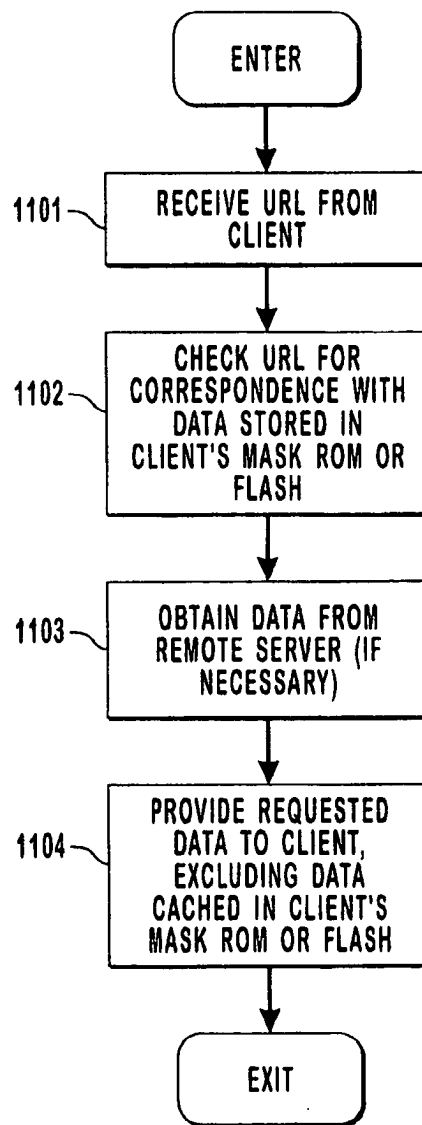 ENTER
1101
RECEIVE URL FROM
CLIENT
1102
CHECK URL FOR
CORRESPONDENCE WITH
DATA STORED IN
CLIENT'S MASK ROM OR
FLASH
1103
OBTAIN DATA FROM
REMOTE SERVER (IF
NECESSARY)
1104
PROVIDE REQUESTED
DATA TO CLIENT,
EXCLUDING DATA
CACHED IN CLIENT'S
MASK ROM OR FLASH
EXIT